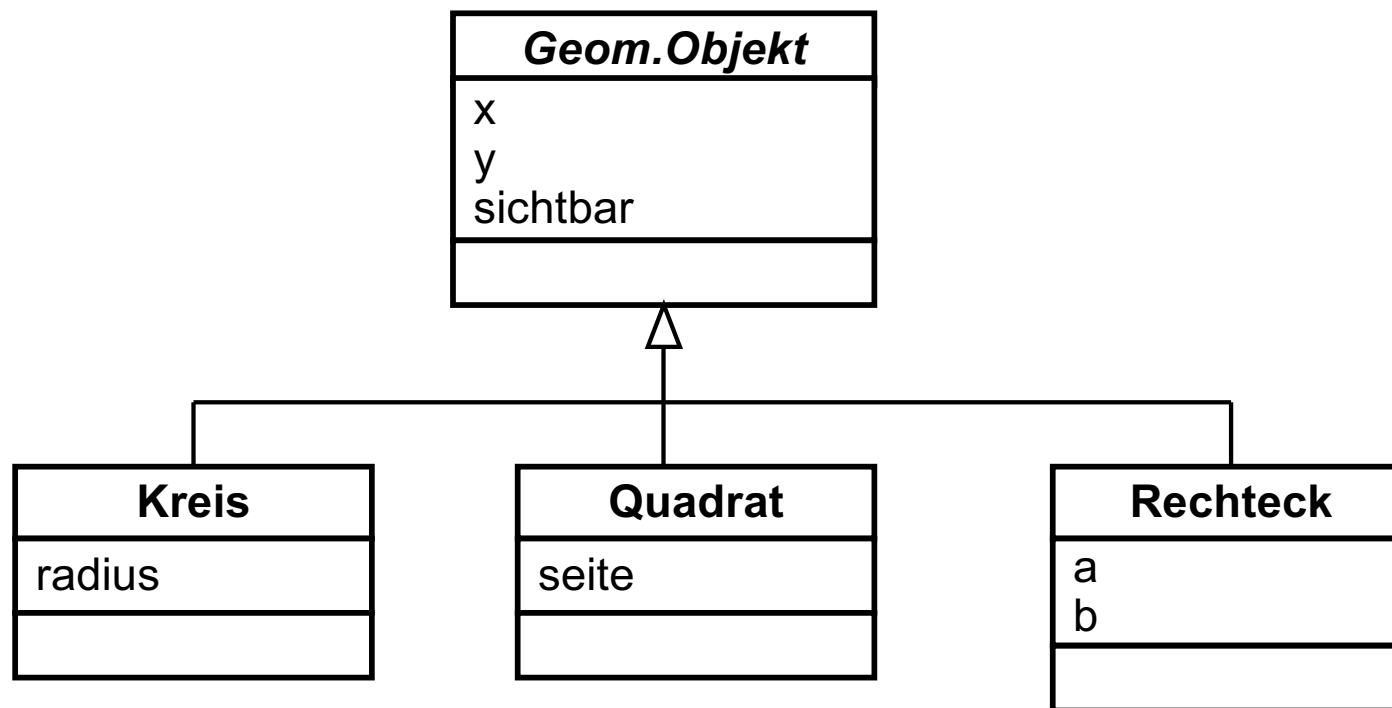 Geom.Objekt
x
y
sichtbar
Kreis
radius
Quadrat
seite
Rechteck
a
b